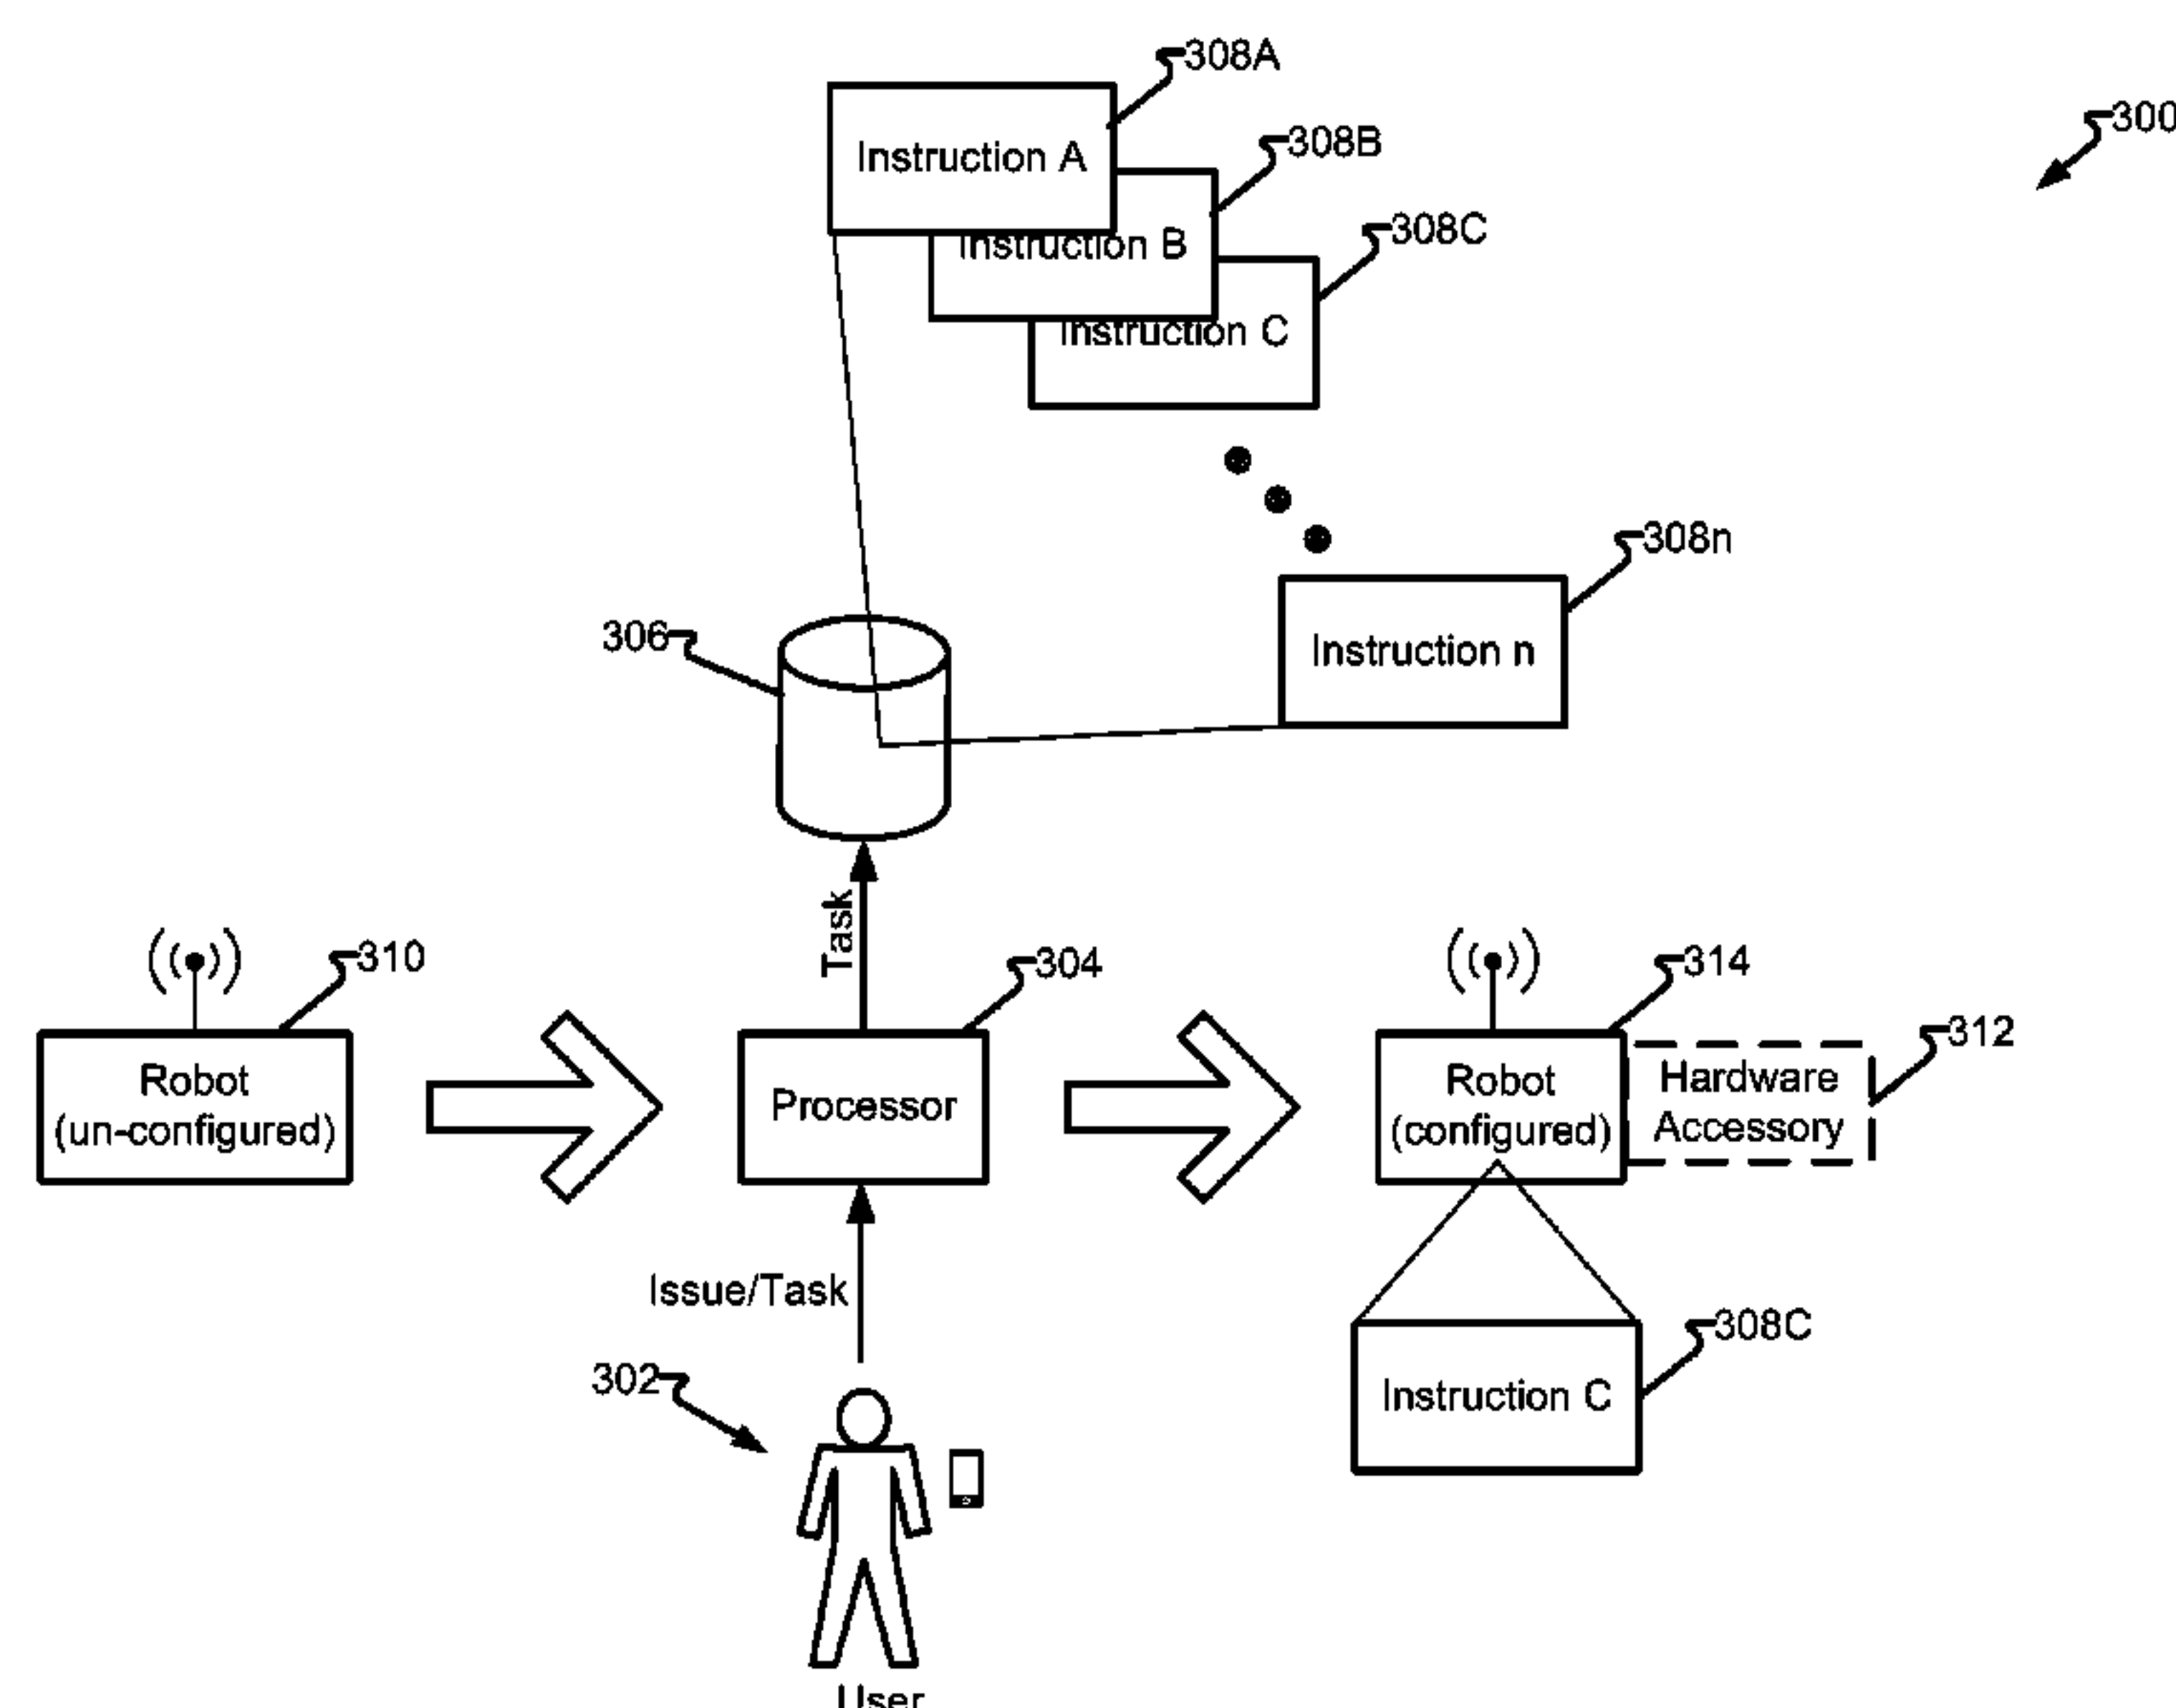 308A
300
Instruction A
308B
Instruction B
308C
Instruction C
308n
306
Instruction n
Task
310
304
314
312
Robot
(un-configured)
Processor
Robot
(configured)
Hardware
Accessory
Issue/Task
308C
302
Instruction C
User